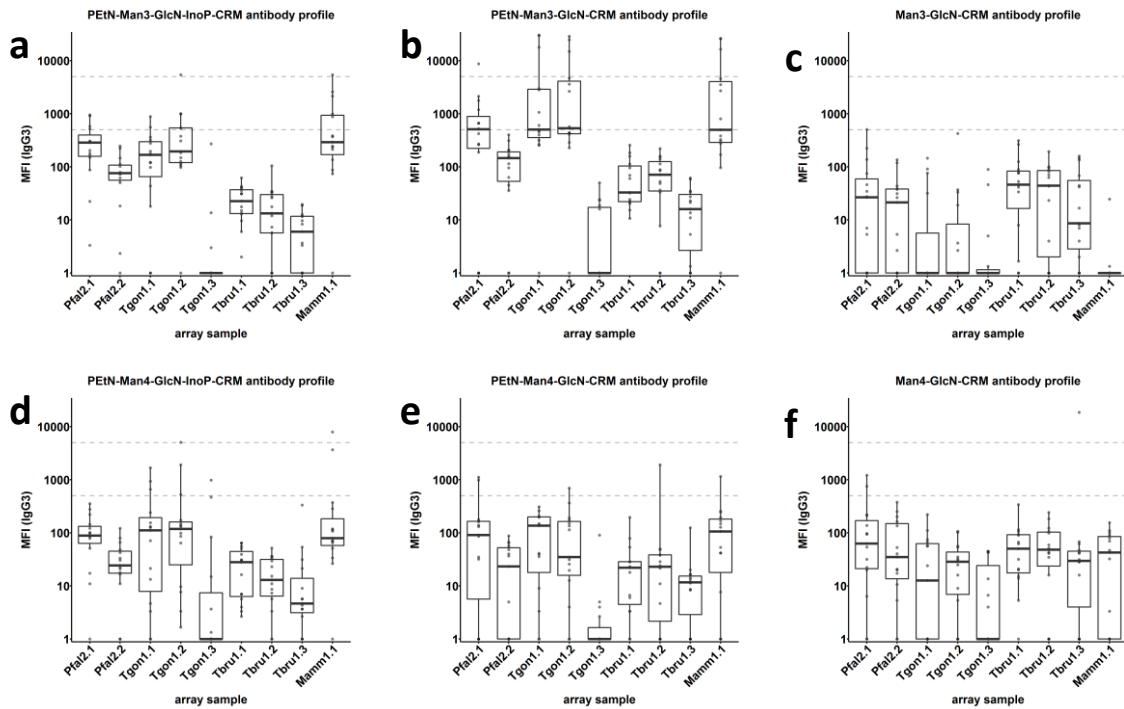 PEtN-Man3-GlcN-InoP-CRM antibody profile
a
MFI (IgG3)
10000
1000
100
10
1
Pfal2.1
Pfal2.2
Tgon1.1
Tgon1.2
Tgon1.3
Tbru1.1
Tbru1.2
Tbru1.3
Mamm1.1
array sample
PEtN-Man3-GlcN-CRM antibody profile
b
MFI (IgG3)
10000
1000
100
10
1
Pfal2.1
Pfal2.2
Tgon1.1
Tgon1.2
Tgon1.3
Tbru1.1
Tbru1.2
Tbru1.3
Mamm1.1
array sample
Man3-GlcN-CRM antibody profile
c
MFI (IgG3)
10000
1000
100
10
1
Pfal2.1
Pfal2.2
Tgon1.1
Tgon1.2
Tgon1.3
Tbru1.1
Tbru1.2
Tbru1.3
Mamm1.1
array sample
PEtN-Man4-GlcN-InoP-CRM antibody profile
d
MFI (IgG3)
10000
1000
100
10
1
Pfal2.1
Pfal2.2
Tgon1.1
Tgon1.2
Tgon1.3
Tbru1.1
Tbru1.2
Tbru1.3
Mamm1.1
array sample
PEtN-Man4-GlcN-CRM antibody profile
e
MFI (IgG3)
10000
1000
100
10
1
Pfal2.1
Pfal2.2
Tgon1.1
Tgon1.2
Tgon1.3
Tbru1.1
Tbru1.2
Tbru1.3
Mamm1.1
array sample
Man4-GlcN-CRM antibody profile
f
MFI (IgG3)
10000
1000
100
10
1
Pfal2.1
Pfal2.2
Tgon1.1
Tgon1.2
Tgon1.3
Tbru1.1
Tbru1.2
Tbru1.3
Mamm1.1
array sample